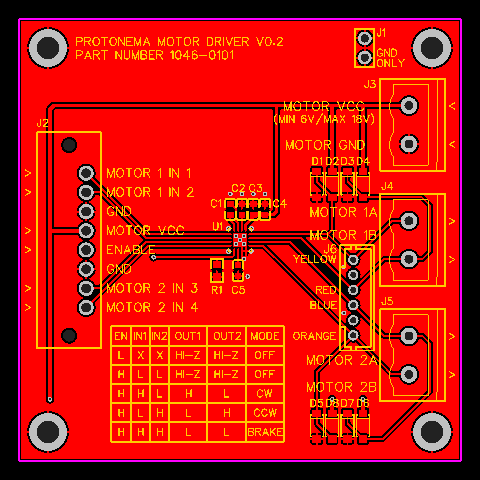 PROTONEMA MOTOR DRIVER V0.2
PART NUMBER 1046-0101
J1
GND
ONLY
J3
MOTOR VCC
(MIN 6V/MAX 18V)
MOTOR GND
J2
D1 D2 D3 D4
MOTOR 1 IN 1
MOTOR 1 IN 2
GND
MOTOR VCC
ENABLE
GND
MOTOR 2 IN 3
MOTOR 2 IN 4
C2 C3
C1
C4
U1
R1
C5
J4
MOTOR 1A
MOTOR 1B
J6
YELLOW
RED
BLUE
ORANGE
J5
MOTOR 2A
MOTOR 2B
D5 D8 D7 D6
EN IN1 IN2 OUT1 OUT2 MODE
L X X HI-Z HI-Z OFF
H L L HI-Z HI-Z OFF
H H L H L CW
H L H L H CCW
H H H L L BRAKE